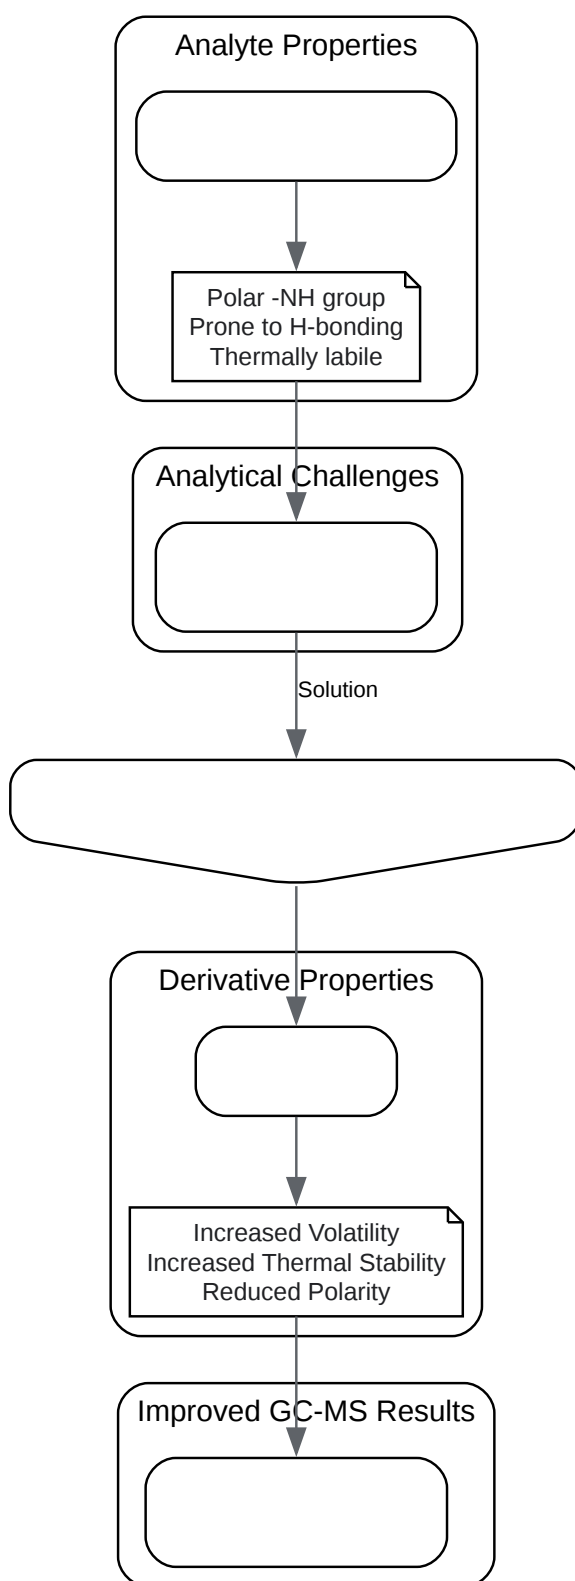 Analyte Properties
Polar -NH group
Prone to H-bonding
Thermally labile
Analytical Challenges
Solution
Derivative Properties
Increased Volatility
Increased Thermal Stability
Reduced Polarity
Improved GC-MS Results